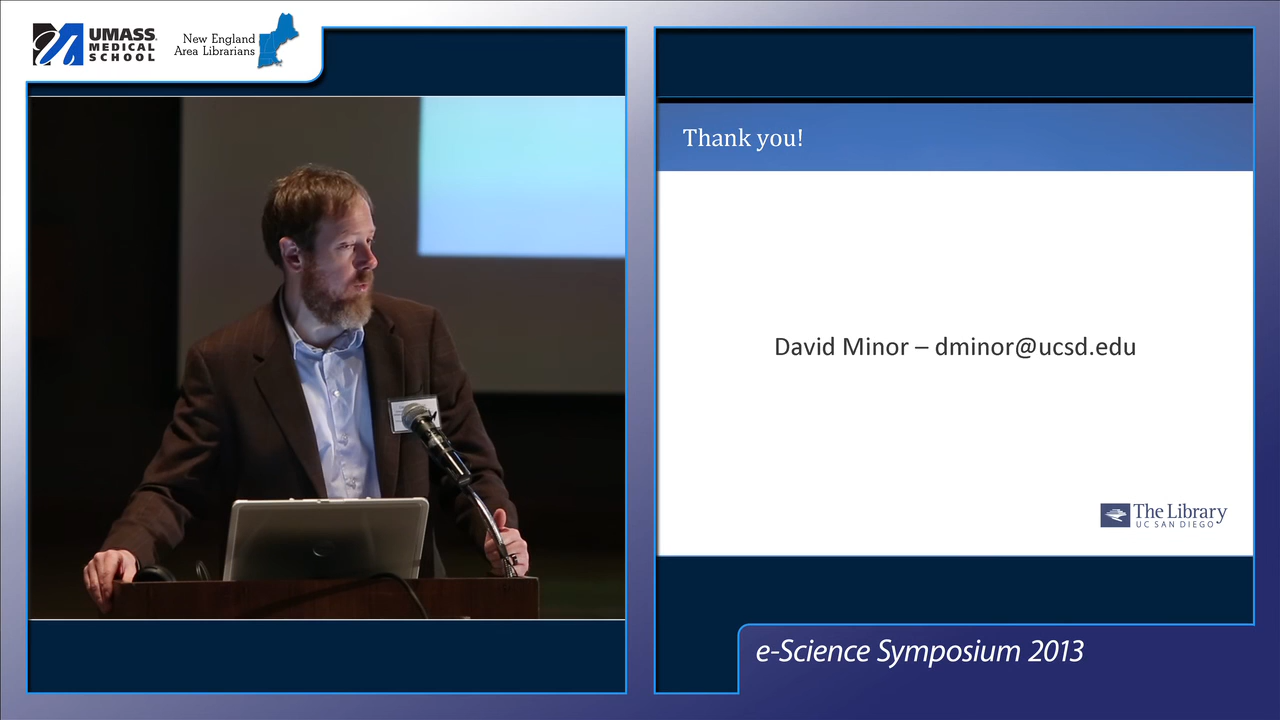 UMASS
MEDICAL
SCHOOL
New England
Area Librarians
Thank you!
David Minor – dminor@ucsd.edu
The Library
UC SAN DIEGO
e-Science Symposium 2013